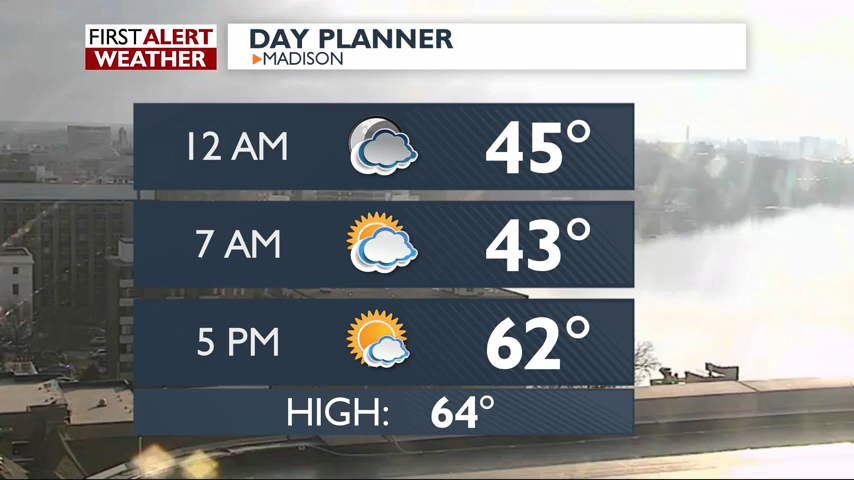 FIRST ALERT
WEATHER
DAY PLANNER
MADISON
12 AM 45°
7 AM 43°
5 PM 62°
HIGH: 64°